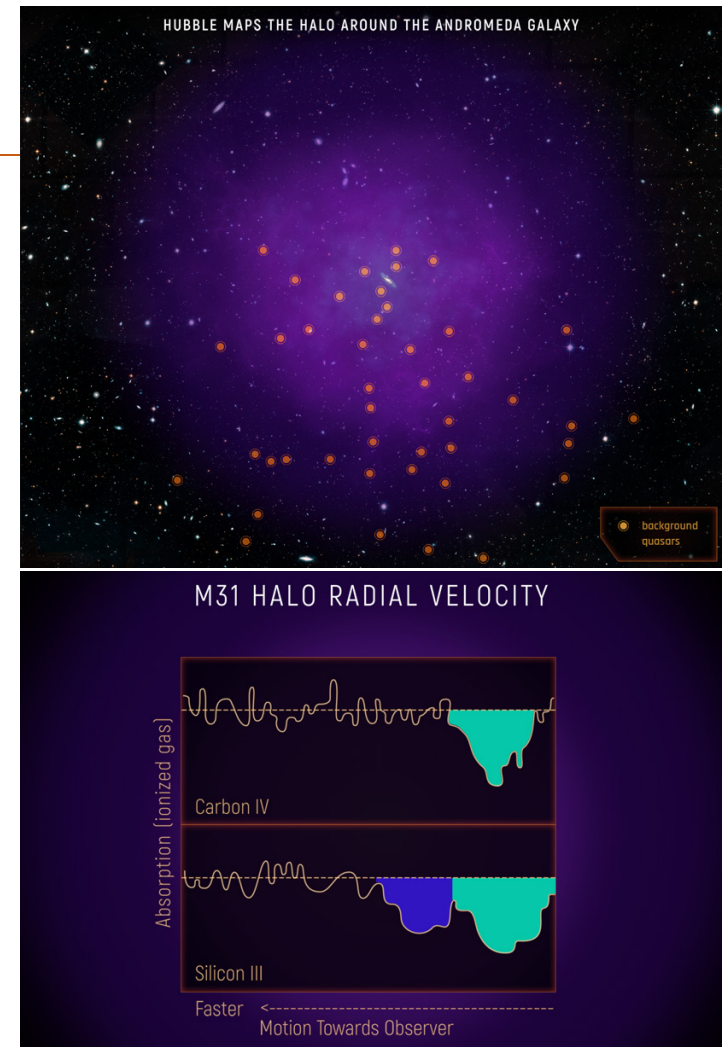 HUBBLE MAPS THE HALO AROUND THE ANDROMEDA GALAXY
background
quasars
M31 HALO RADIAL VELOCITY
Absorption (ionized gas)
Carbon IV
Silicon III
Faster <--------------------------------
Motion Towards Observer